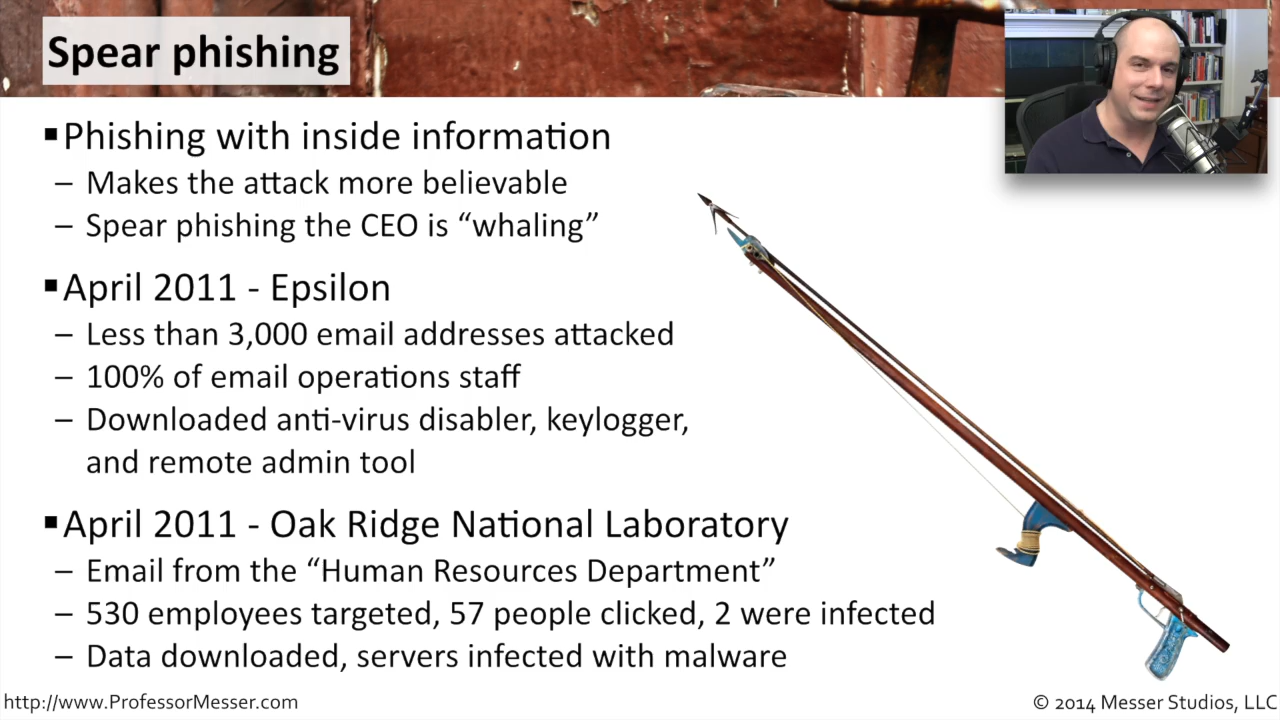 Spear phishing
▪Phishing with inside information
– Makes the attack more believable
– Spear phishing the CEO is “whaling”
▪April 2011 - Epsilon
– Less than 3,000 email addresses attacked
– 100% of email operations staff
– Downloaded anti-virus disabler, keylogger,
and remote admin tool
▪April 2011 - Oak Ridge National Laboratory
– Email from the “Human Resources Department”
– 530 employees targeted, 57 people clicked, 2 were infected
– Data downloaded, servers infected with malware
http://www.ProfessorMesser.com
© 2014 Messer Studios, LLC